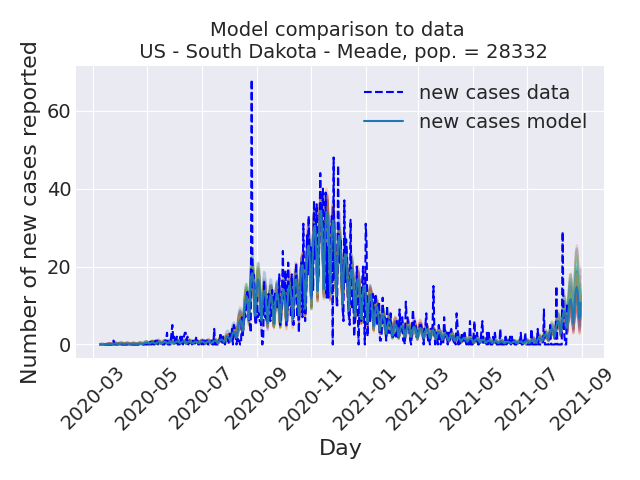 Model comparison to data
US - South Dakota - Meade, pop. = 28332
Number of new cases reported
60
40
20
0
new cases data
new cases model
2020-03
2020-05
2020-07
2020-09
2020-11
2021-01
2021-03
2021-05
2021-07
2021-09
Day